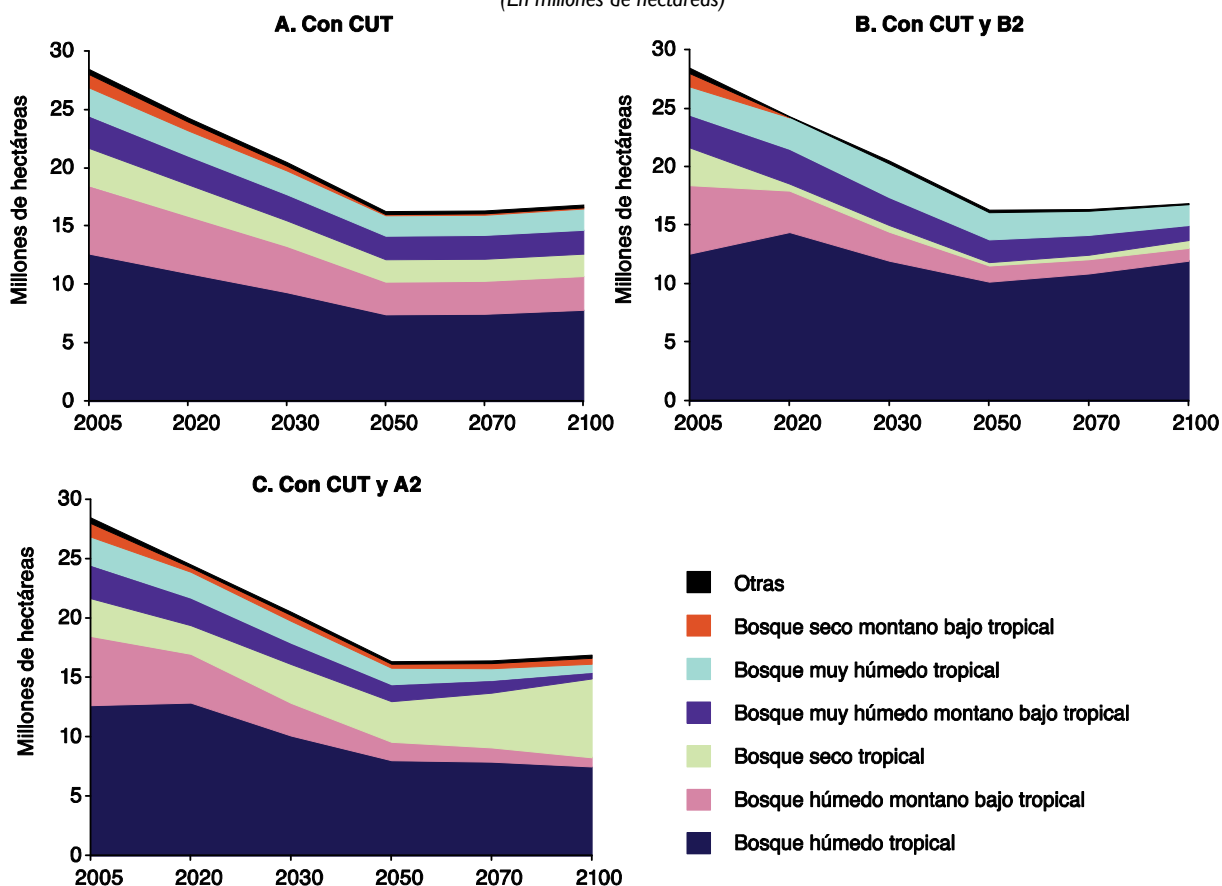 (En millones de hectáreas)
A. Con CUT
Millones de hectáreas
30
25
20
15
10
5
0
2005 2020 2030 2050 2070 2100
B. Con CUT y B2
Millones de hectáreas
30
25
20
15
10
5
0
2005 2020 2030 2050 2070 2100
C. Con CUT y A2
Millones de hectáreas
30
25
20
15
10
5
0
2005 2020 2030 2050 2070 2100
Otras
Bosque seco montano bajo tropical
Bosque muy húmedo tropical
Bosque muy húmedo montano bajo tropical
Bosque seco tropical
Bosque húmedo montano bajo tropical
Bosque húmedo tropical